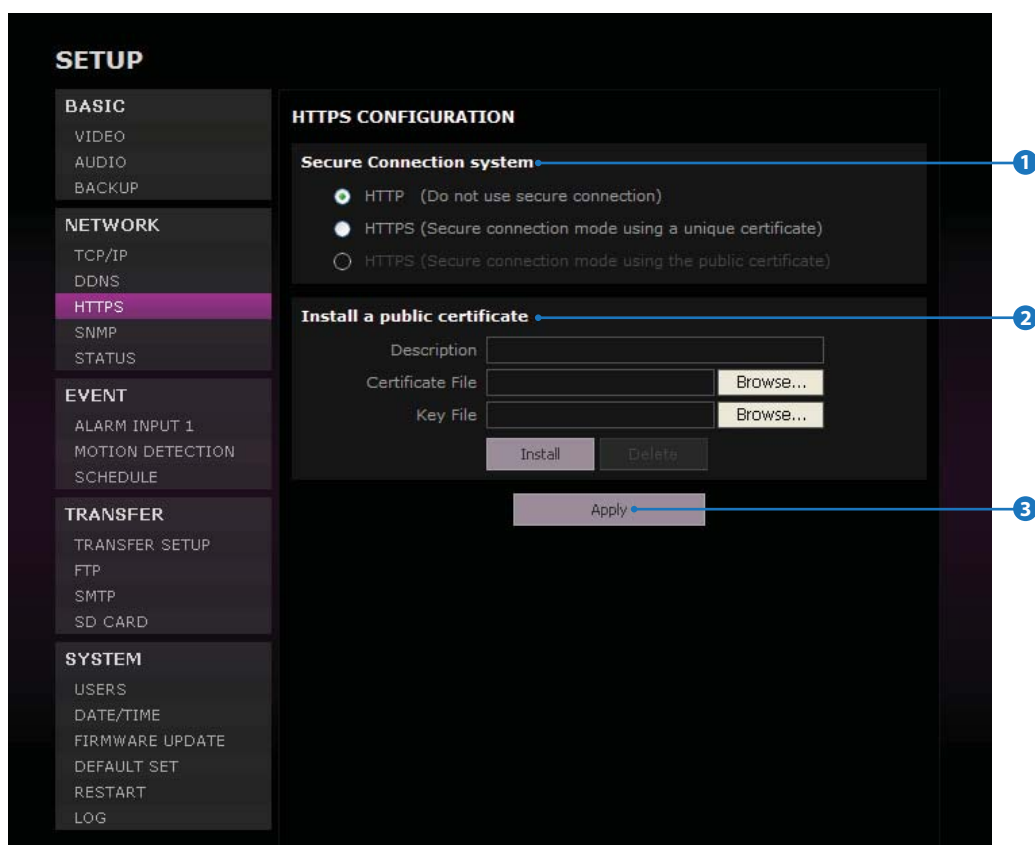 SETUP
BASIC
VIDEO
AUDIO
BACKUP
NETWORK
TCP/IP
DDNS
HTTPS
SNMP
STATUS
EVENT
ALARM INPUT 1
MOTION DETECTION
SCHEDULE
TRANSFER
TRANSFER SETUP
FTP
SMTP
SD CARD
SYSTEM
USERS
DATE/TIME
FIRMWARE UPDATE
DEFAULT SET
RESTART
LOG
HTTPS CONFIGURATION
Secure Connection system 1
HTTP (Do not use secure connection)
HTTPS (Secure connection mode using a unique certificate)
HTTPS (Secure connection mode using the public certificate)
Install a public certificate 2
Description
Certificate File Browse...
Key File Browse...
Install Delete
Apply 3